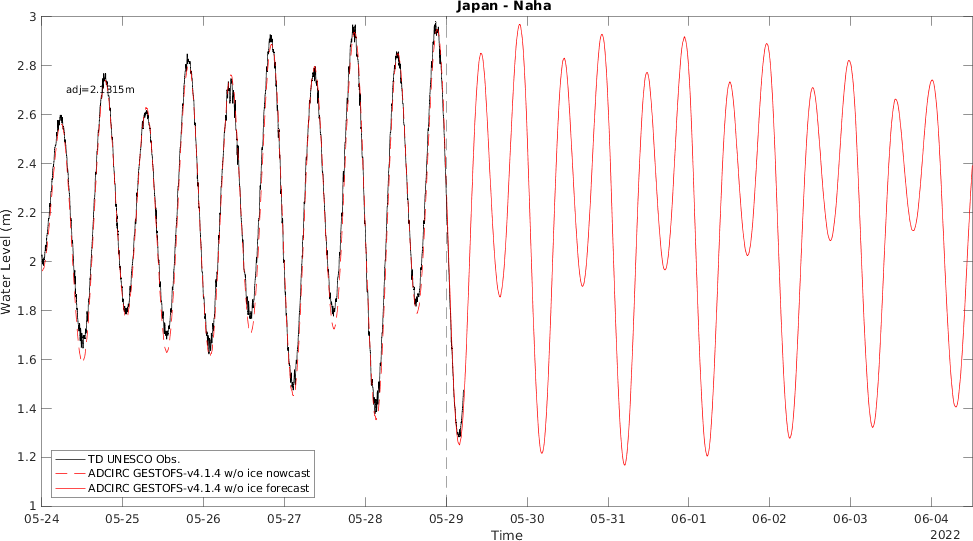 Japan - Naha
3
2.8
2.6
2.4
2.2
2
1.8
1.6
1.4
1.2
1
Water Level (m)
adj=2.1315m
TD UNESCO Obs.
ADCIRC GESTOFS-v4.1.4 w/o ice nowcast
ADCIRC GESTOFS-v4.1.4 w/o ice forecast
05-24 05-25 05-26 05-27 05-28 05-29 05-30 05-31 06-01 06-02 06-03 06-04
Time
2022